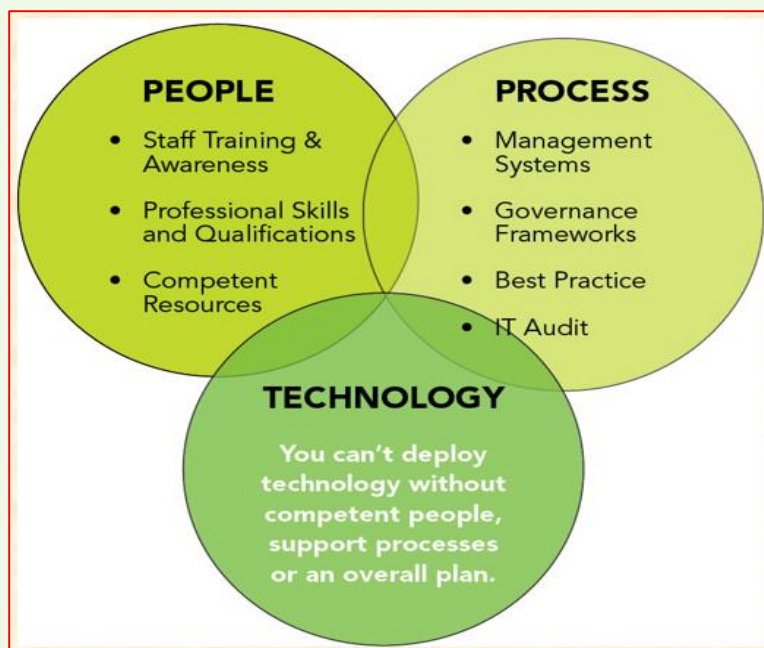 PEOPLE
• Staff Training &
Awareness
• Professional Skills
and Qualifications
• Competent
Resources
PROCESS
• Management
Systems
• Governance
Frameworks
• Best Practice
• IT Audit
TECHNOLOGY
You can’t deploy
technology without
competent people,
support processes
or an overall plan.